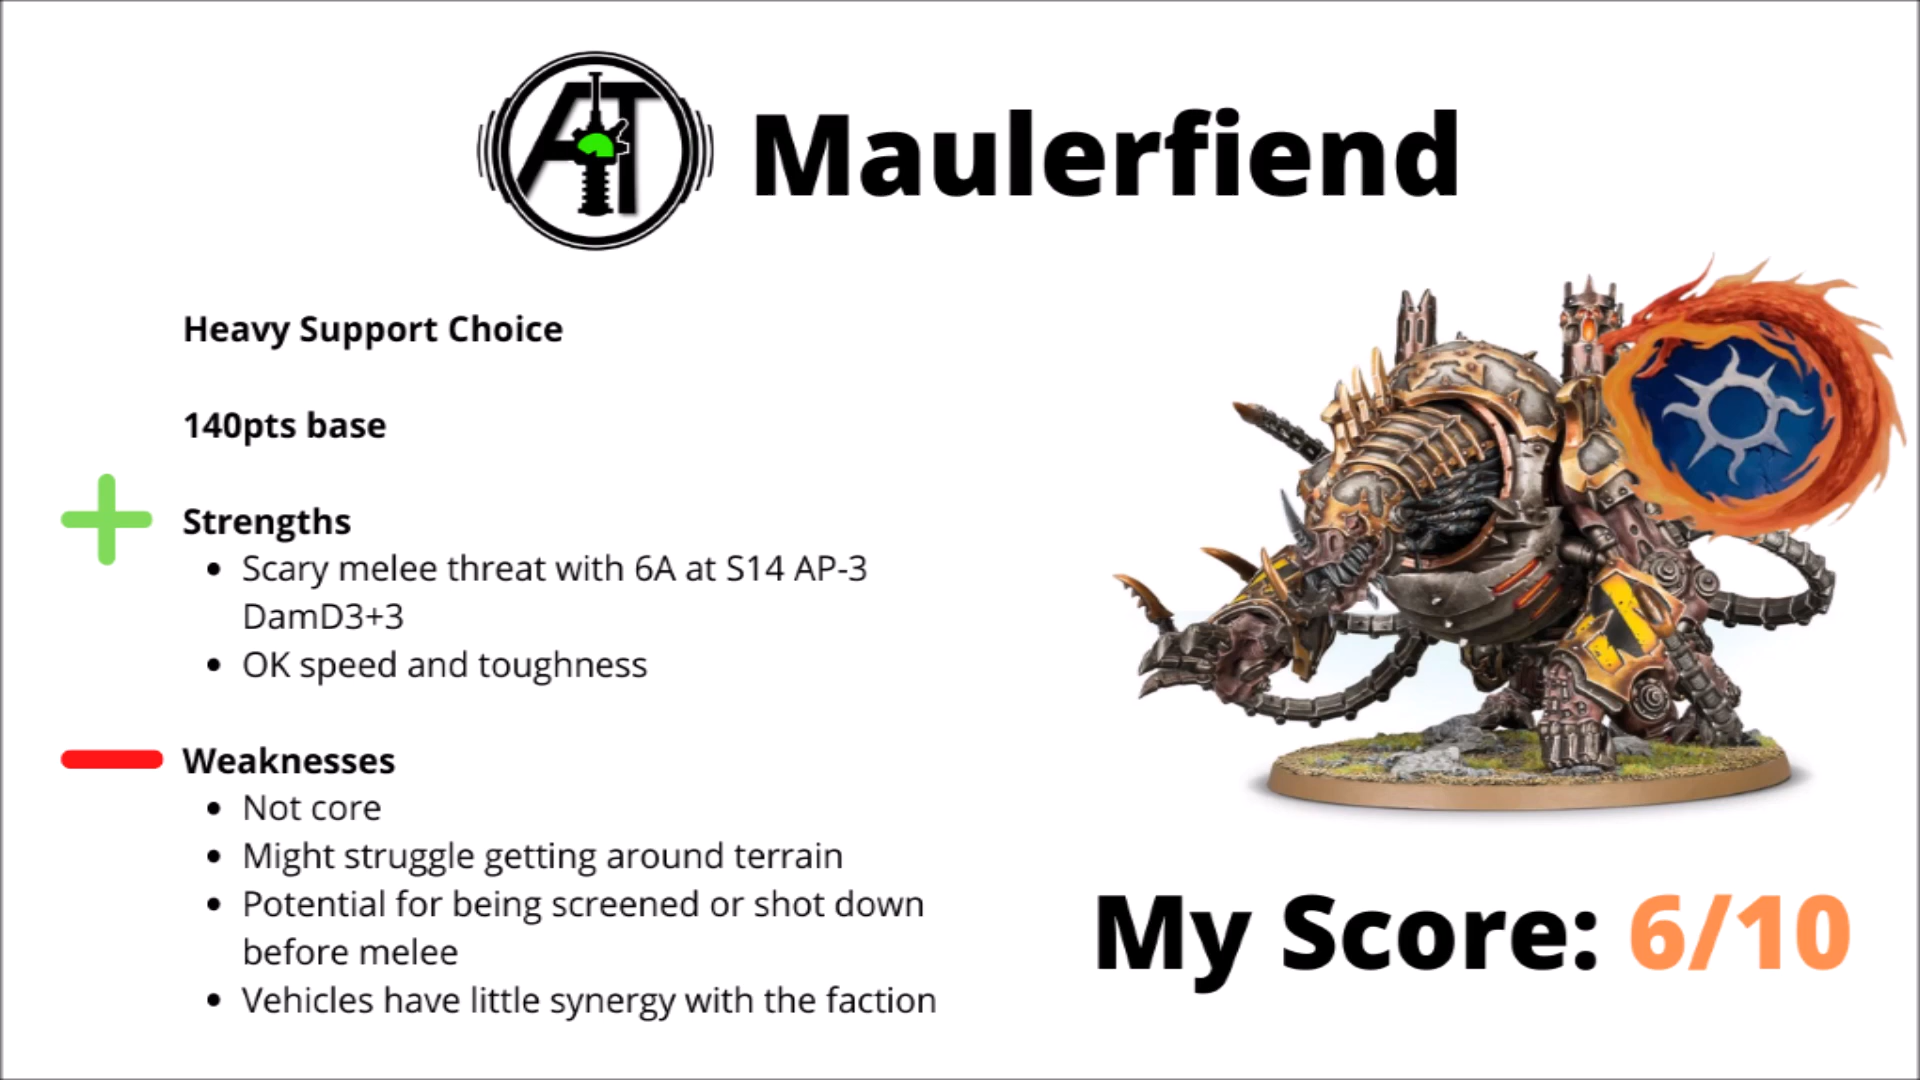 AT
Maulerfiend
Heavy Support Choice
140pts base
Strengths
• Scary melee threat with 6A at S14 AP-3
DamD3+3
• OK speed and toughness
Weaknesses
• Not core
• Might struggle getting around terrain
• Potential for being screened or shot down
before melee
• Vehicles have little synergy with the faction
My Score: 6/10